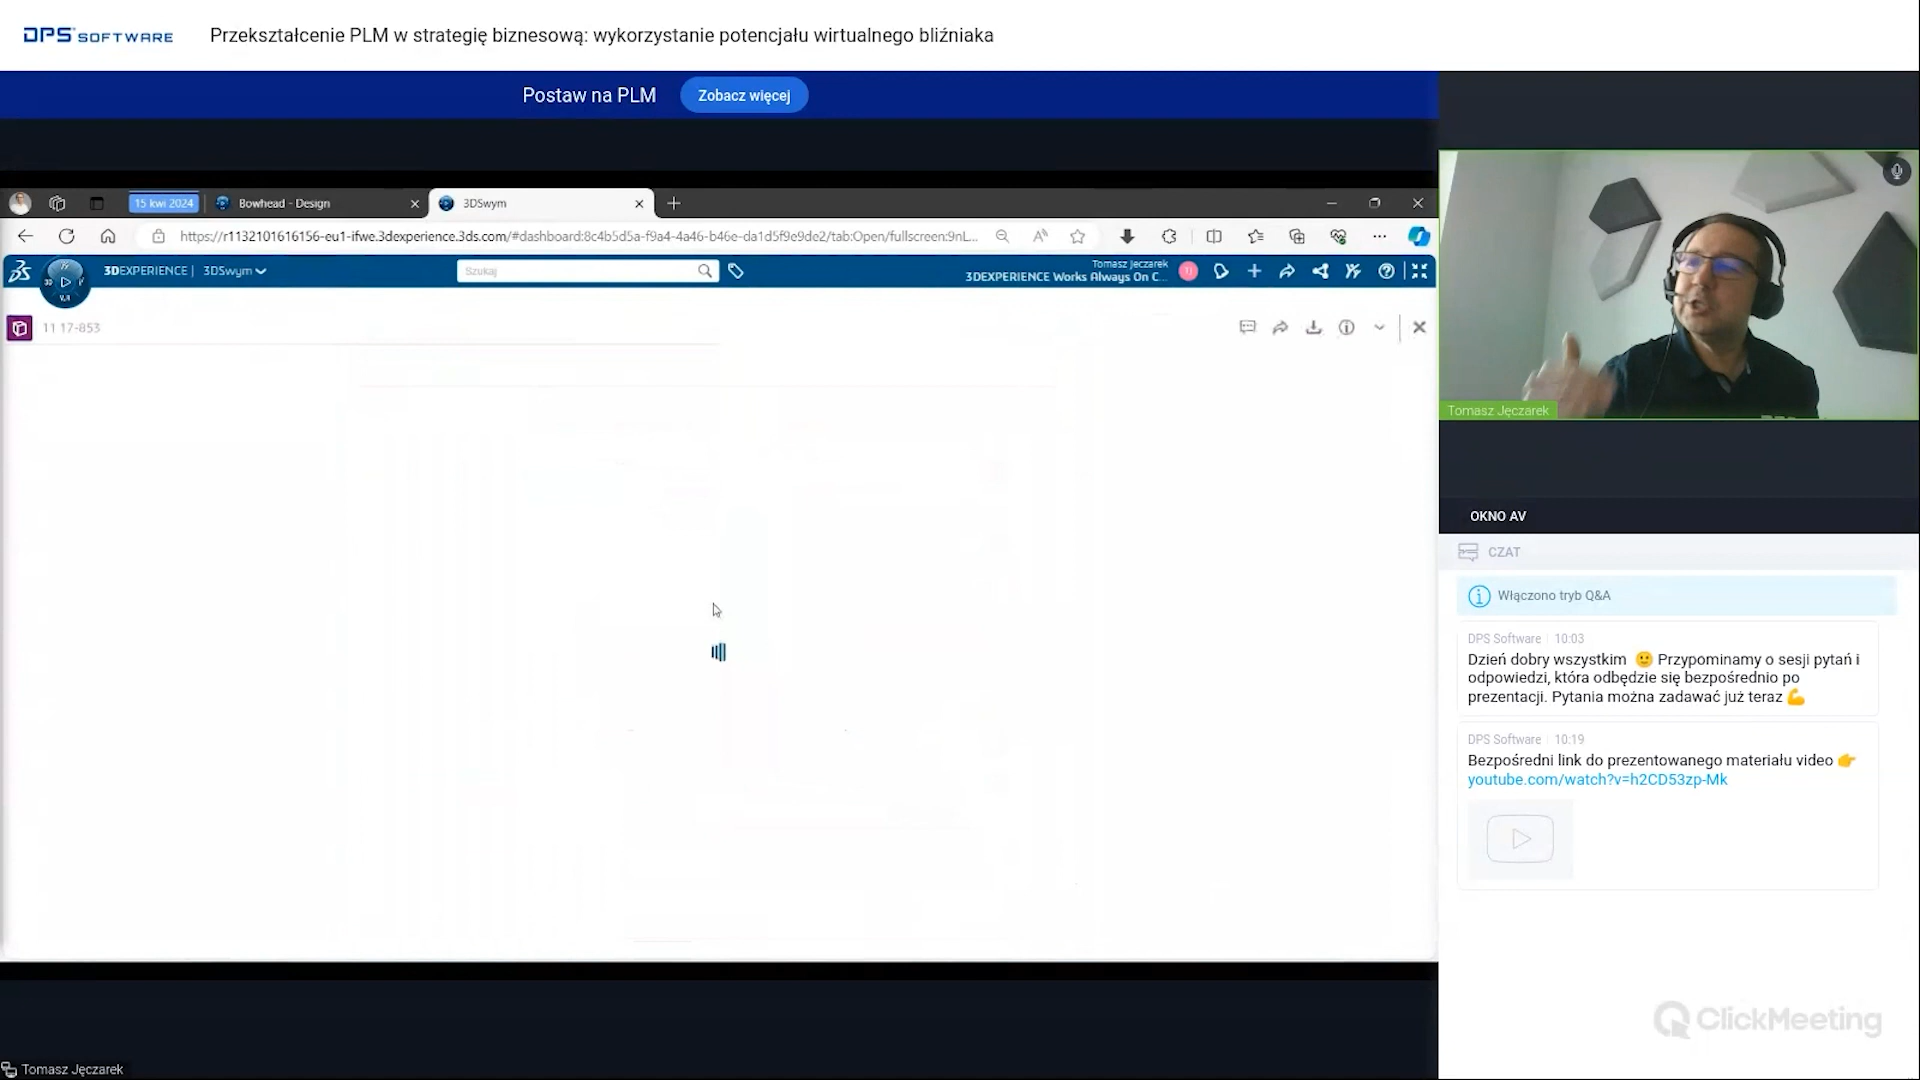 DPS SOFTWARE
Przekształcenie PLM w strategię biznesową: wykorzystanie potencjału wirtualnego bliźniaka
Postaw na PLM
Zobacz więcej
15 kwi 2024
Bowhead - Design
3DSwym
https://r1132101616156-eu1-ifwe.3dexperience.3ds.com/#dashboard:8c4b5d5a-f9a4-4a46-b46e-da1d5f9e9de2/tab:Open/fullscreen:9nL...
3DEXPERIENCE | 3DSwym
Szukaj
Tomasz Jęczarek
3DEXPERIENCE Works Always On C...
11 17-853
Tomasz Jęczarek
OKNO AV
CZAT
Włączono tryb Q&A
DPS Software 10:03
Dzień dobry wszystkim 🙂 Przypominamy o sesji pytań i
odpowiedzi, która odbędzie się bezpośrednio po
prezentacji. Pytania można zadawać już teraz 💪
DPS Software 10:19
Bezpośredni link do prezentowanego materiału video 👉
youtube.com/watch?v=h2CD53zp-Mk
ClickMeeting
Tomasz Jęczarek